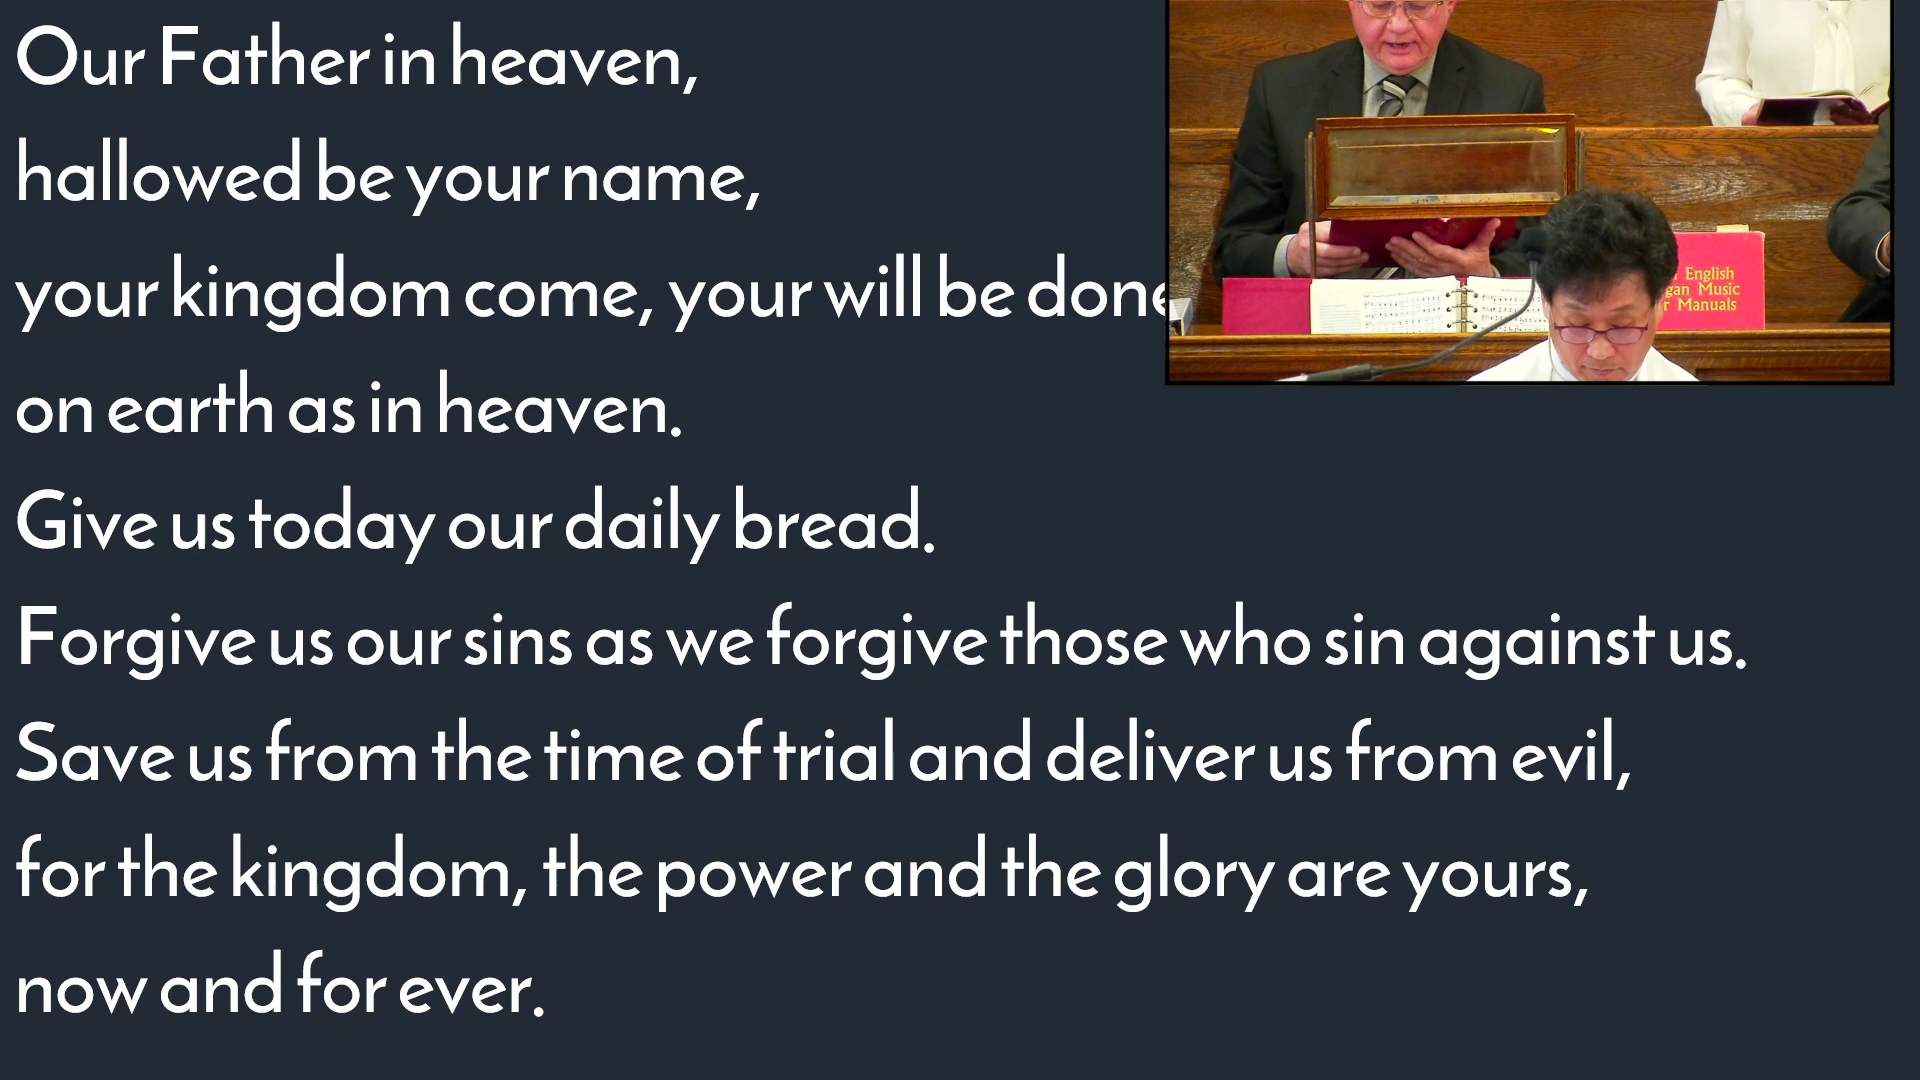 Our Father in heaven,
hallowed be your name,
your kingdom come, your will be done
on earth as in heaven.
Give us today our daily bread.
Forgive us our sins as we forgive those who sin against us.
Save us from the time of trial and deliver us from evil,
for the kingdom, the power and the glory are yours,
now and for ever.
English
Music
Manuals